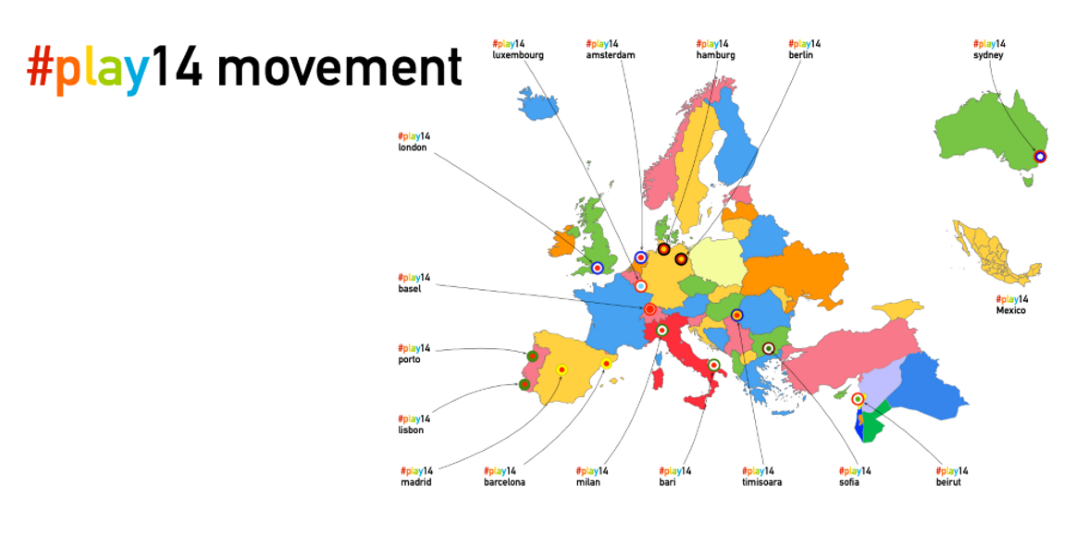 #play14 movement
#play14
luxembourg
#play14
amsterdam
#play14
hamburg
#play14
berlin
#play14
sydney
#play14
london
#play14
basel
#play14
Mexico
#play14
porto
#play14
lisbon
#play14
madrid
#play14
barcelona
#play14
milan
#play14
bari
#play14
timisoara
#play14
sofia
#play14
beirut